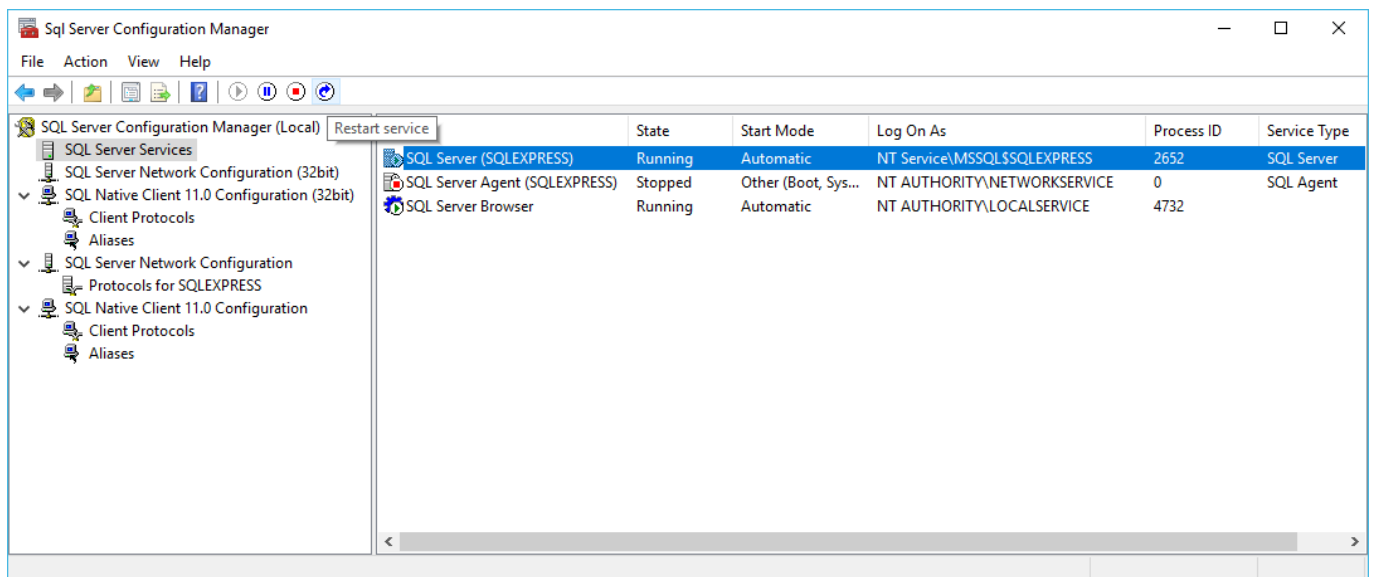 Sql Server Configuration Manager
File Action View Help
SQL Server Configuration Manager (Local)
Restart service
SQL Server Services
SQL Server Network Configuration (32bit)
SQL Native Client 11.0 Configuration (32bit)
Client Protocols
Aliases
SQL Server Network Configuration
Protocols for SQLEXPRESS
SQL Native Client 11.0 Configuration
Client Protocols
Aliases
State Start Mode Log On As Process ID Service Type
SQL Server (SQLEXPRESS) Running Automatic NT Service\MSSQL$SQLEXPRESS 2652 SQL Server
SQL Server Agent (SQLEXPRESS) Stopped Other (Boot, Sys... NT AUTHORITY\NETWORKSERVICE 0 SQL Agent
SQL Server Browser Running Automatic NT AUTHORITY\LOCALSERVICE 4732